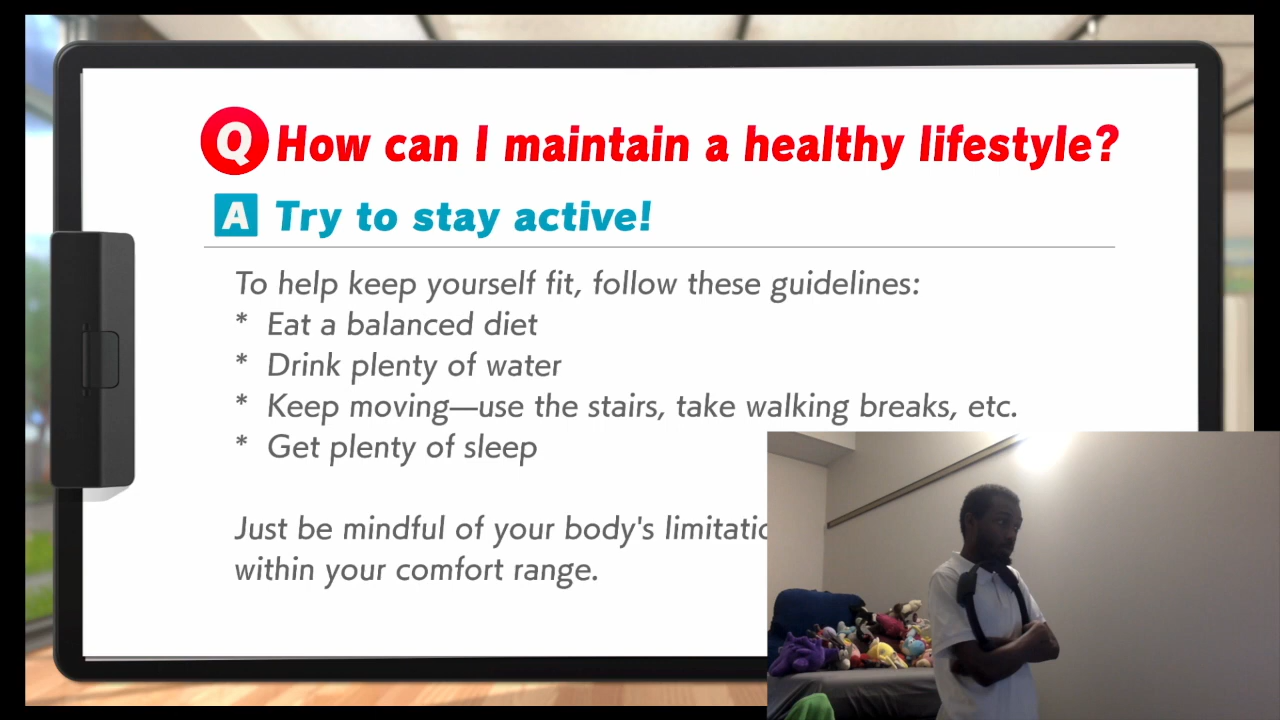 Q How can I maintain a healthy lifestyle?
A Try to stay active!
To help keep yourself fit, follow these guidelines:
* Eat a balanced diet
* Drink plenty of water
* Keep moving—use the stairs, take walking breaks, etc.
* Get plenty of sleep
Just be mindful of your body's
within your comfort range.